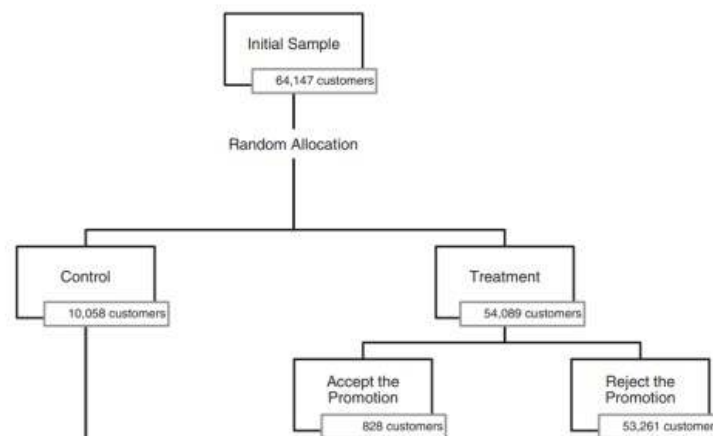 Initial Sample
64,147 customers
Random Allocation
Control
10,058 customers
Treatment
54,089 customers
Accept the
Promotion
828 customers
Reject the
Promotion
53,261 customer